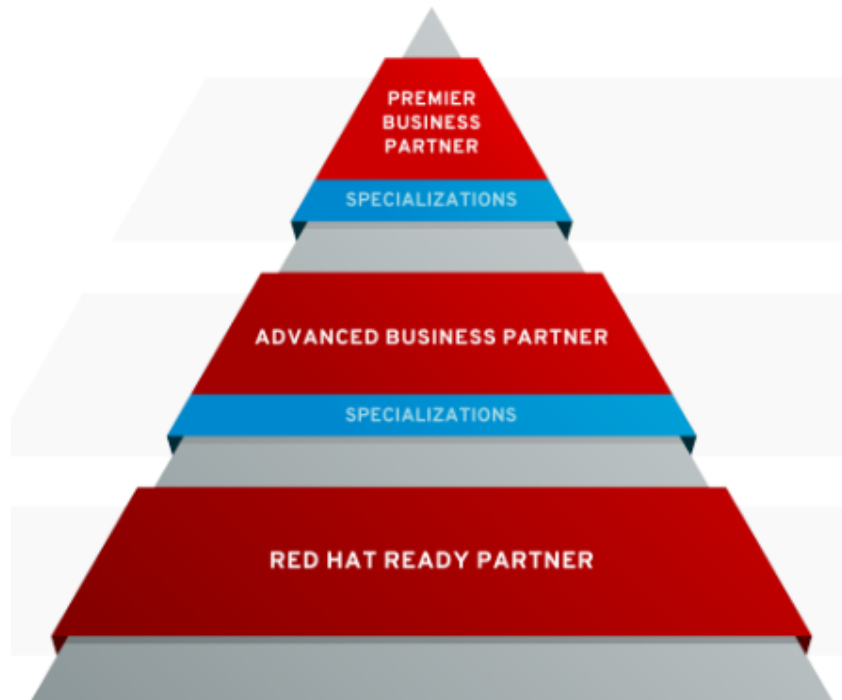 PREMIER
BUSINESS
PARTNER
SPECIALIZATIONS
ADVANCED BUSINESS PARTNER
SPECIALIZATIONS
RED HAT READY PARTNER